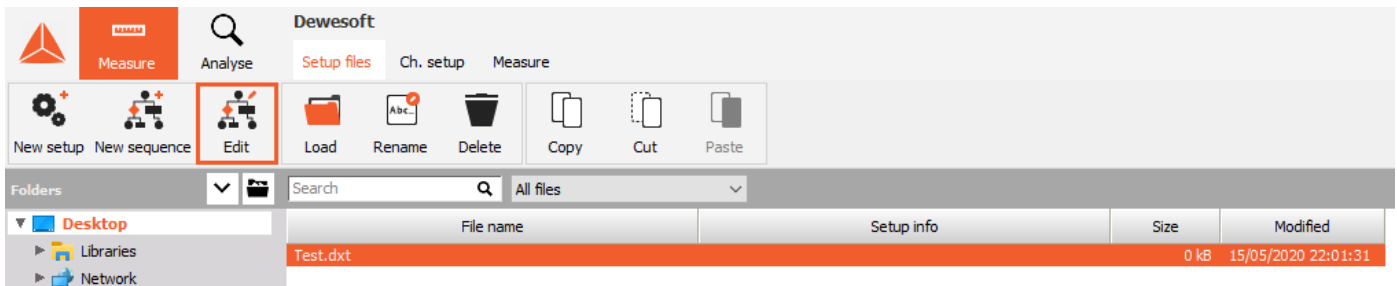 Dewesoft
Measure Analyse Setup files Ch. setup Measure
Abc...
New setup New sequence Edit Load Rename Delete Copy Cut Paste
Folders Search All files
Desktop File name Setup info Size Modified
Libraries Test.dxt 0 kB 15/05/2020 22:01:31
Network